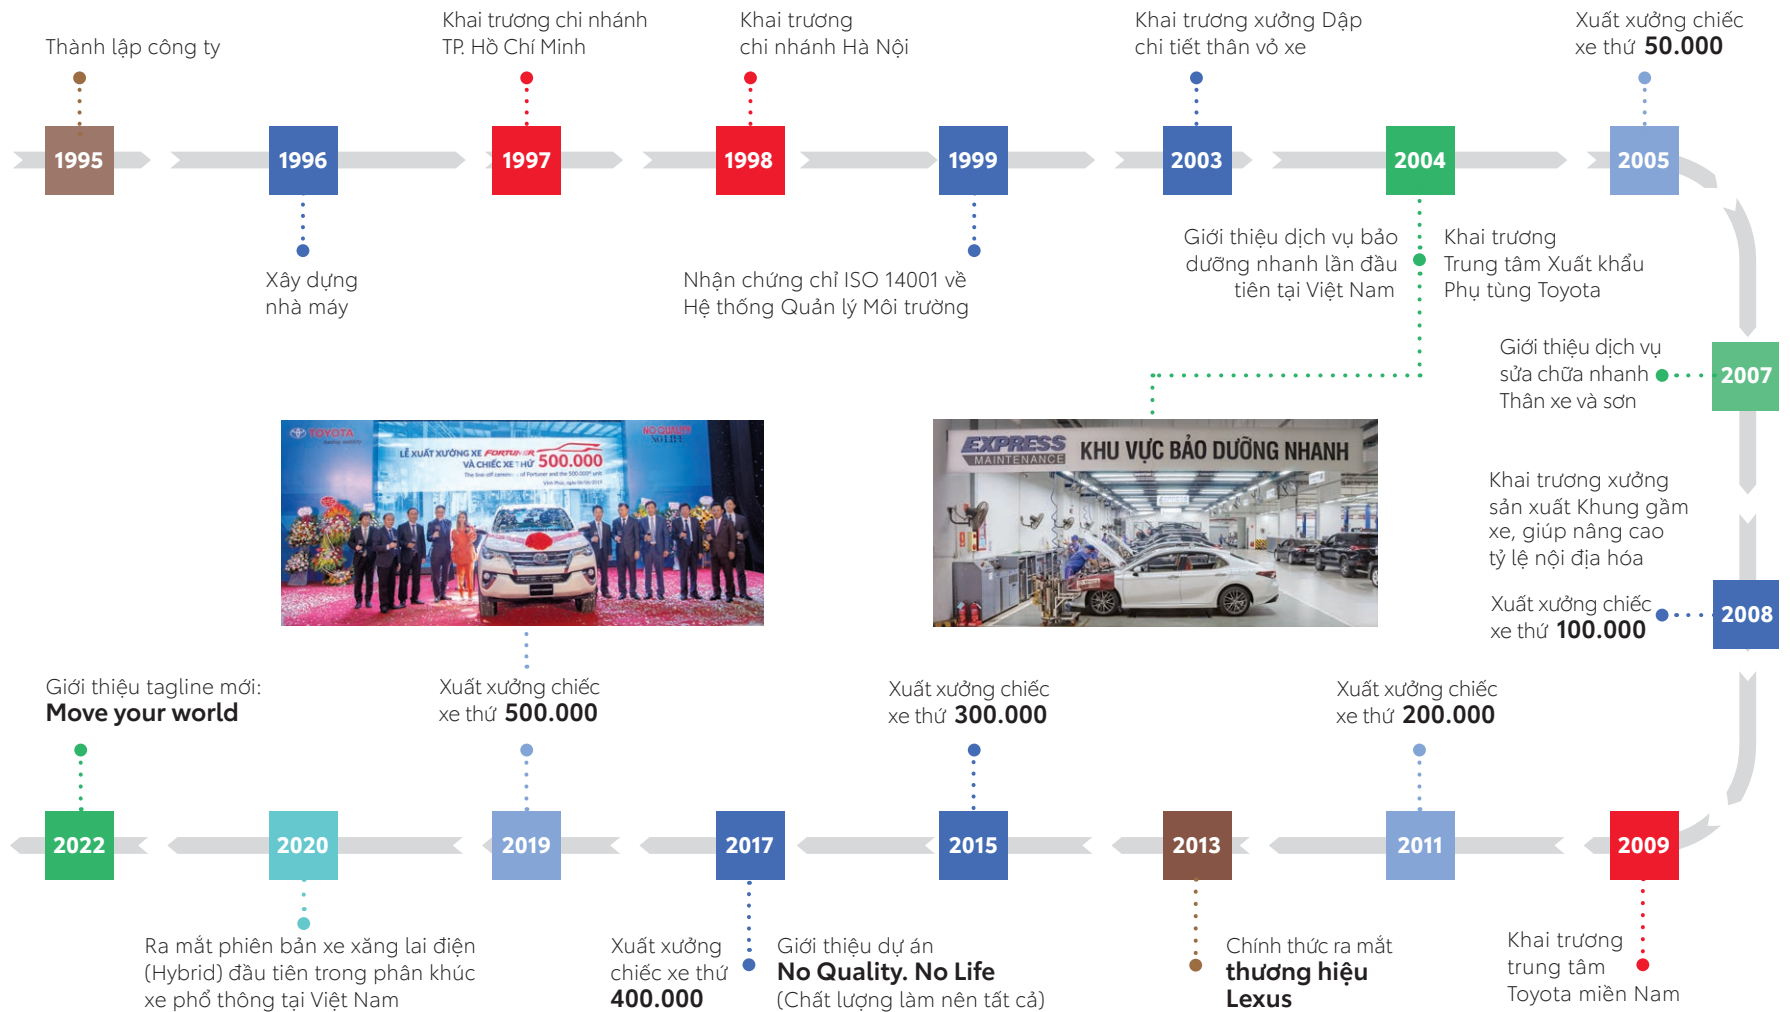 Thành lập công ty
Khai trương chi nhánh
TP. Hồ Chí Minh
Khai trương
chi nhánh Hà Nội
Khai trương xưởng Dập
chi tiết thân vỏ xe
Xuất xưởng chiếc
xe thứ 50.000
1995
1996
1997
1998
1999
2003
2004
2005
Xây dựng
nhà máy
Nhận chứng chỉ ISO 14001 về
Hệ thống Quản lý Môi trường
Giới thiệu dịch vụ bảo
dưỡng nhanh lần đầu
tiên tại Việt Nam
Khai trương
Trung tâm Xuất khẩu
Phụ tùng Toyota
Giới thiệu dịch vụ
sửa chữa nhanh
Thân xe và sơn
2007
TOYOTA
NO QUALITY
NO LIFE
LỄ XUẤT XƯỞNG XE FORTUNER
VÀ CHIẾC XE THỨ 500.000
The line-off ceremony of Fortuner and the 500.000th unit
EXPRESS
MAINTENANCE
KHU VỰC BẢO DƯỠNG NHANH
Khai trương xưởng
sản xuất Khung gầm
xe, giúp nâng cao
tỷ lệ nội địa hóa
Xuất xưởng chiếc
xe thứ 100.000
2008
Giới thiệu tagline mới:
Move your world
Xuất xưởng chiếc
xe thứ 500.000
Xuất xưởng chiếc
xe thứ 300.000
Xuất xưởng chiếc
xe thứ 200.000
2022
2020
2019
2017
2015
2013
2011
2009
Ra mắt phiên bản xe xăng lai điện
(Hybrid) đầu tiên trong phân khúc
xe phổ thông tại Việt Nam
Xuất xưởng
chiếc xe thứ
400.000
Giới thiệu dự án
No Quality. No Life
(Chất lượng làm nên tất cả)
Chính thức ra mắt
thương hiệu
Lexus
Khai trương
trung tâm
Toyota miền Nam